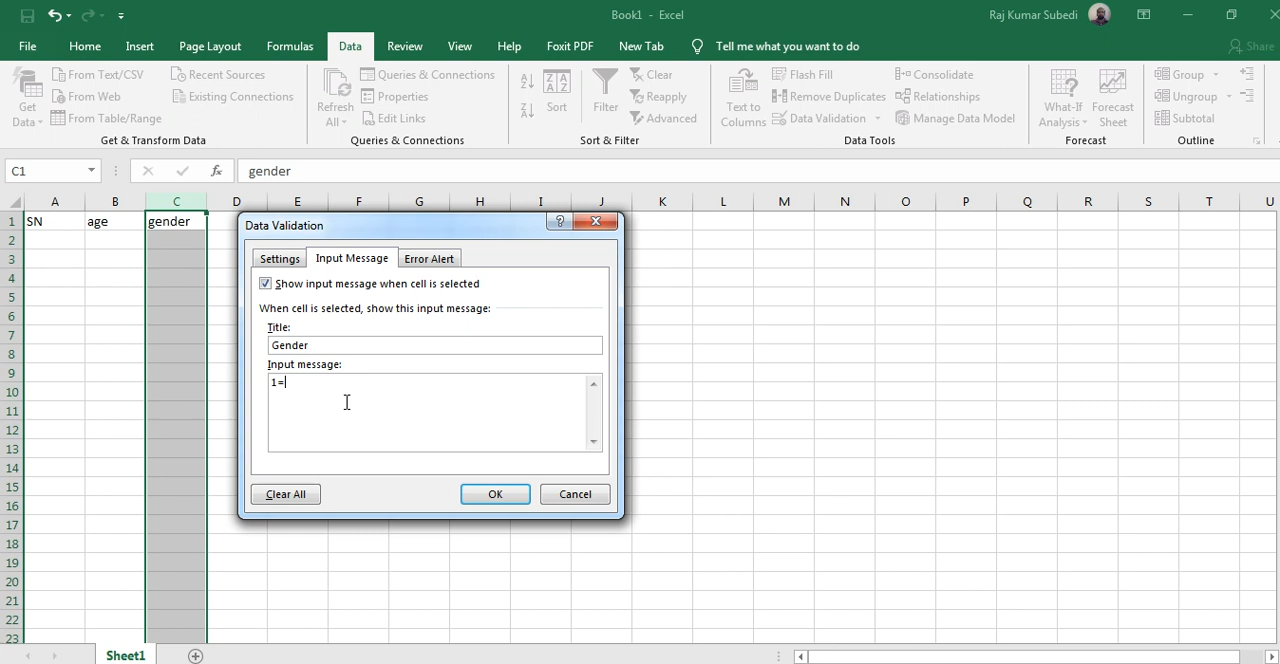 Book1 - Excel
Raj Kumar Subedi
File Home Insert Page Layout Formulas Data Review View Help Foxit PDF New Tab Tell me what you want to do Share
Get Data
From Text/CSV
From Web
From Table/Range
Recent Sources
Existing Connections
Get & Transform Data
Refresh All
Queries & Connections
Properties
Edit Links
Queries & Connections
Sort
Filter
Clear
Reapply
Advanced
Sort & Filter
Text to Columns
Flash Fill
Remove Duplicates
Data Validation
Consolidate
Relationships
Manage Data Model
Data Tools
What-If Analysis
Forecast Sheet
Forecast
Group
Ungroup
Subtotal
Outline
C1 fx gender
A B C D E F G H I J K L M N O P Q R S T U
1 SN age gender
2
3
4
5
6
7
8
9
10
11
12
13
14
15
16
17
18
19
20
21
22
23
Data Validation
Settings Input Message Error Alert
Show input message when cell is selected
When cell is selected, show this input message:
Title:
Gender
Input message:
1=
Clear All OK Cancel
Sheet1